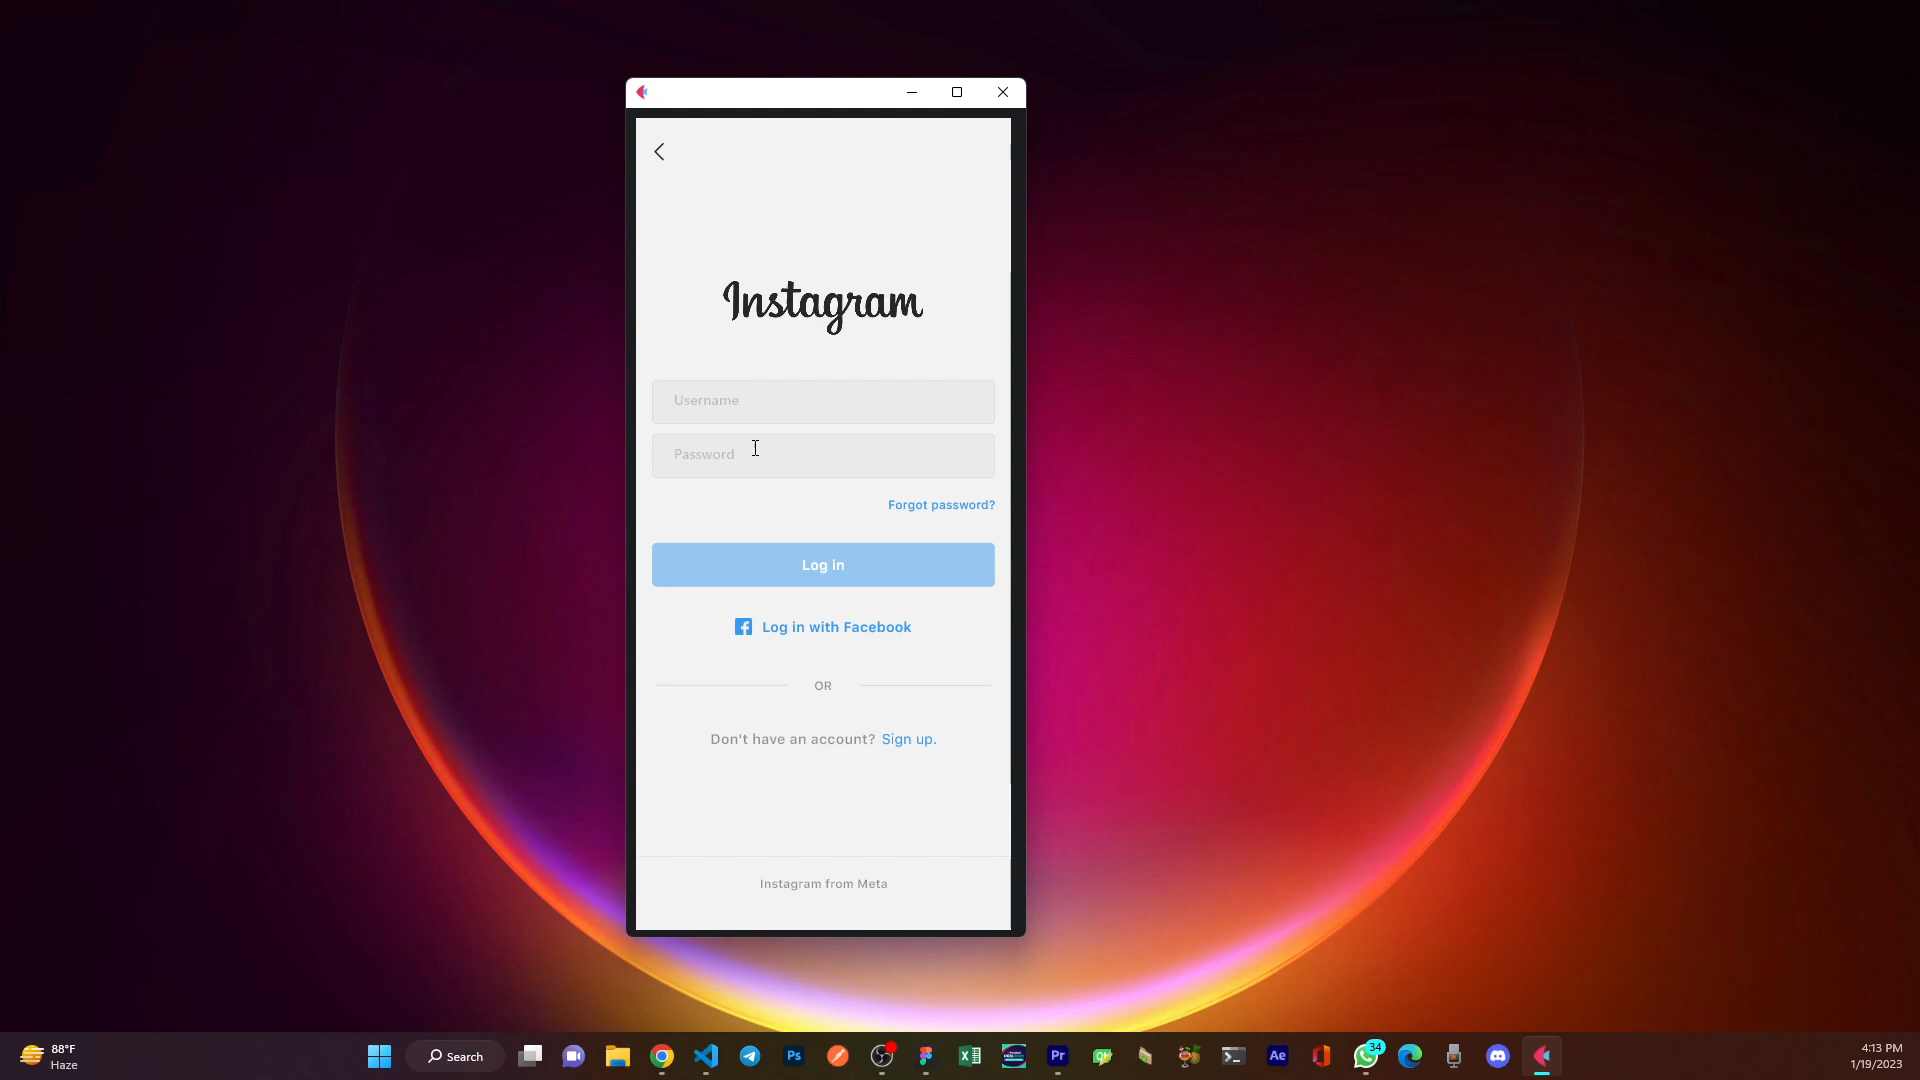 Instagram
Username
Password
Forgot password?
Log in
Log in with Facebook
OR
Don't have an account? Sign up.
Instagram from Meta
88°F
Haze
Search
Ps
Pr
Ae
34
4:13 PM
1/19/2023